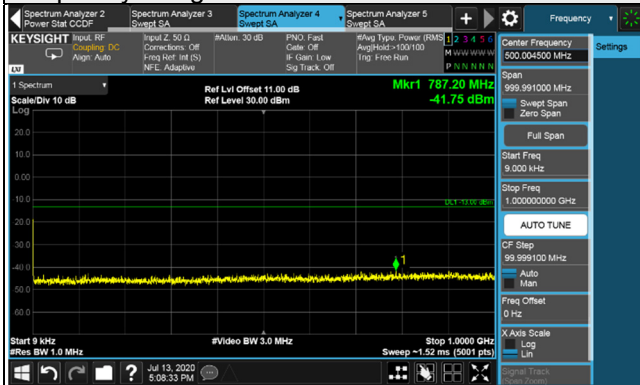 Spectrum Analyzer 2
Power Stat CCDF
Spectrum Analyzer 3
Swept SA
Spectrum Analyzer 4
Swept SA
Spectrum Analyzer 5
Swept SA
+
Frequency
KEYSIGHT
Input: RF
Coupling: DC
Align: Auto
Input Z: 50 Ω
Corrections: Off
Freq Ref: Int (S)
NFE: Adaptive
#Atten: 30 dB
PNO: Fast
Gate: Off
IF Gain: Low
Sig Track: Off
#Avg Type: Power (RMS
Avg|Hold:>100/100
Trig: Free Run
1 2 3 4 5 6
M W W W W W
P N N N N N
LXI
1 Spectrum
Scale/Div 10 dB
Log
Ref Lvl Offset 11.00 dB
Ref Level 30.00 dBm
Mkr1 787.20 MHz
-41.75 dBm
20.0
10.0
0.00
10.0
DL1 -13.00 dBm
20.0
30.0
-40.0
50.0
60.0
1
Start 9 kHz
#Res BW 1.0 MHz
#Video BW 3.0 MHz
Stop 1.0000 GHz
Sweep ~1.52 ms (5001 pts)
Center Frequency
500.004500 MHz
Settings
Span
999.991000 MHz
Swept Span
Zero Span
Full Span
Start Freq
9.000 kHz
Stop Freq
1.000000000 GHz
AUTO TUNE
CF Step
99.999100 MHz
Auto
Man
Freq Offset
0 Hz
X Axis Scale
Log
Lin
Signal Track
(Span Zoom)
?
Jul 13, 2020
5:08:33 PM